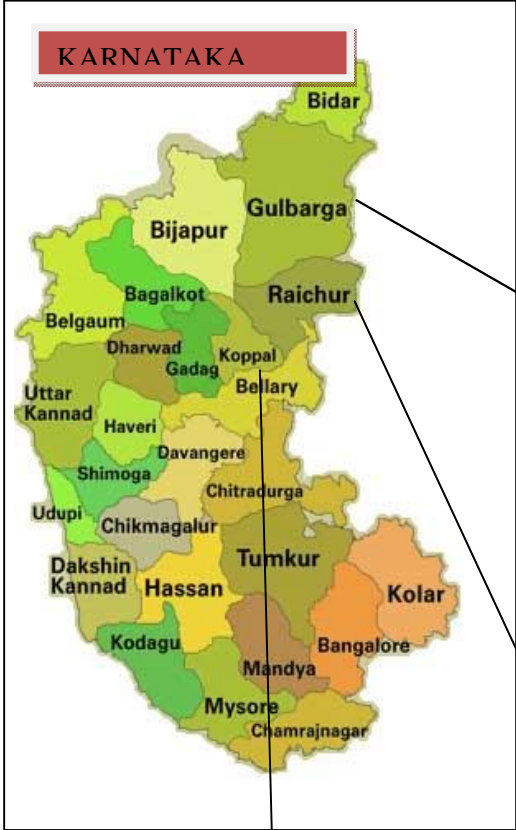 KARNATAKA
Bidar
Gulbarga
Bijapur
Raichur
Bagalkot
Belgaum
Dharwad
Gadag
Koppal
Bellary
Uttar
Kannad
Haveri
Davangere
Shimoga
Chitradurga
Udupi
Chikmagalur
Tumkur
Dakshin
Kannad
Hassan
Kolar
Kodagu
Bangalore
Mandya
Mysore
Chamrajnagar